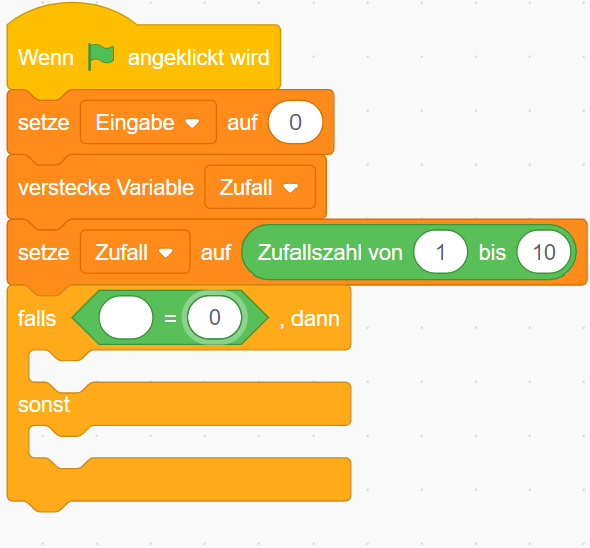 Wenn angeklickt wird
setze Eingabe auf 0
verstecke Variable Zufall
setze Zufall auf Zufallszahl von 1 bis 10
falls = 0 , dann
sonst